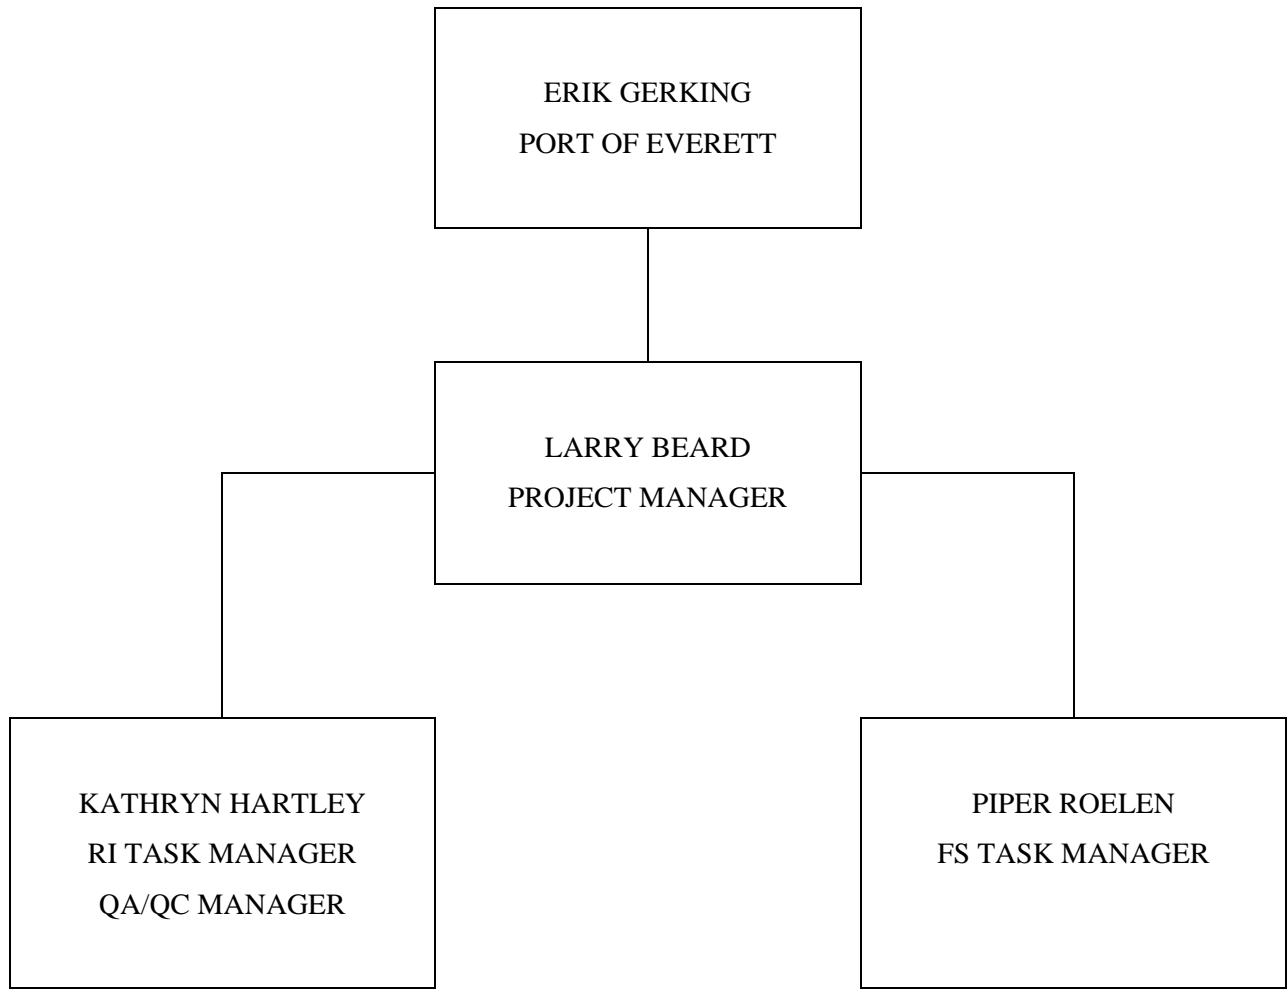 ERIK GERKING
PORT OF EVERETT
LARRY BEARD
PROJECT MANAGER
KATHRYN HARTLEY
RI TASK MANAGER
QA/QC MANAGER
PIPER ROELEN
FS TASK MANAGER